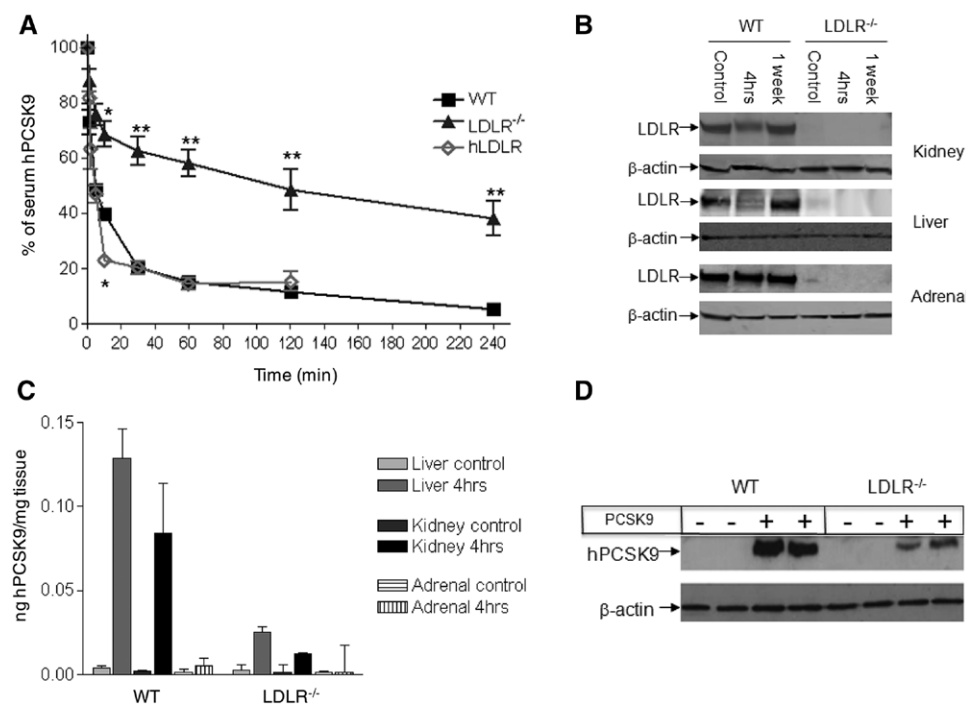 A
% of serum hPCSK9
100
80
60
40
20
0
* ** ** ** **
*
WT
LDLR-/-
hLDLR
0 20 40 60 80 100 120 140 160 180 200 220 240
Time (min)
B
WT LDLR-/-
Control 4hrs 1 week Control 4hrs 1 week
LDLR
β-actin
Kidney
LDLR
β-actin
Liver
LDLR
β-actin
Adrena
C
ng hPCSK9/mg tissue
0.15
0.10
0.05
0.00
WT LDLR-/-
Liver control
Liver 4hrs
Kidney control
Kidney 4hrs
Adrenal control
Adrenal 4hrs
D
WT LDLR-/-
PCSK9 - - + + - - + +
hPCSK9
β-actin